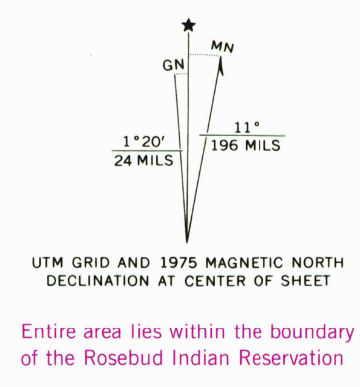 ★
GN MN
1°20′ 11°
24 MILS 196 MILS
UTM GRID AND 1975 MAGNETIC NORTH
DECLINATION AT CENTER OF SHEET
Entire area lies within the boundary
of the Rosebud Indian Reservation